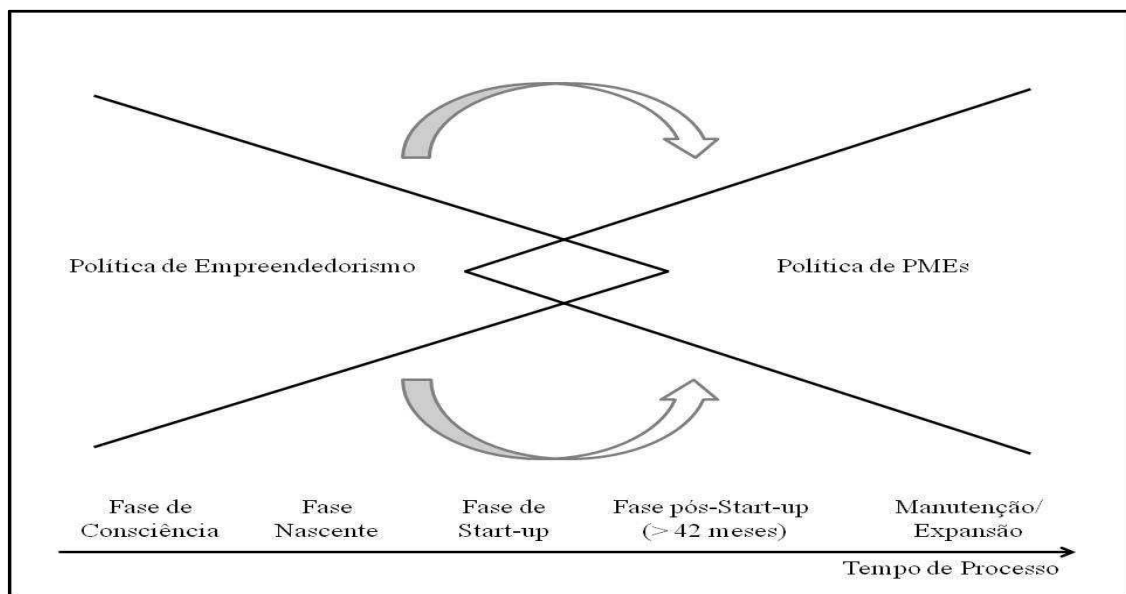 Política de Empreendedorismo
Política de PMEs
Fase de
Consciência
Fase
Nascente
Fase de
Start-up
Fase pós-Start-up
(> 42 meses)
Manutenção/
Expansão
Tempo de Processo